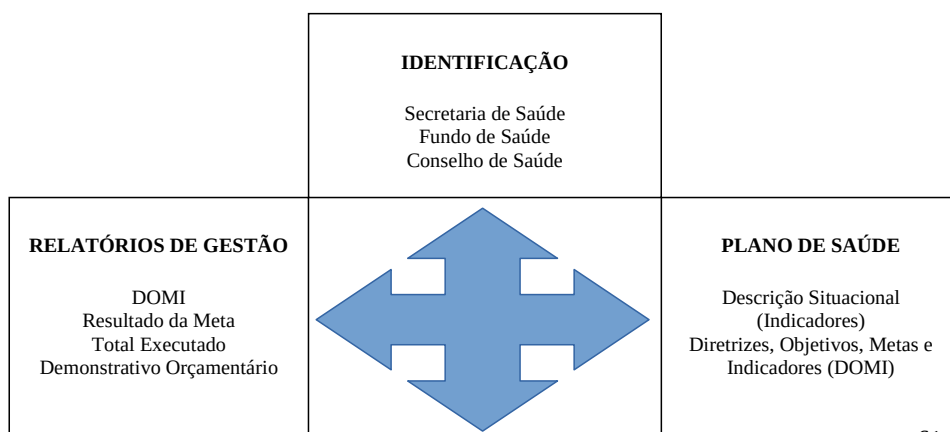 IDENTIFICAÇÃO
Secretaria de Saúde
Fundo de Saúde
Conselho de Saúde
RELATÓRIOS DE GESTÃO
DOMI
Resultado da Meta
Total Executado
Demonstrativo Orçamentário
PLANO DE SAÚDE
Descrição Situacional
(Indicadores)
Diretrizes, Objetivos, Metas e
Indicadores (DOMI)